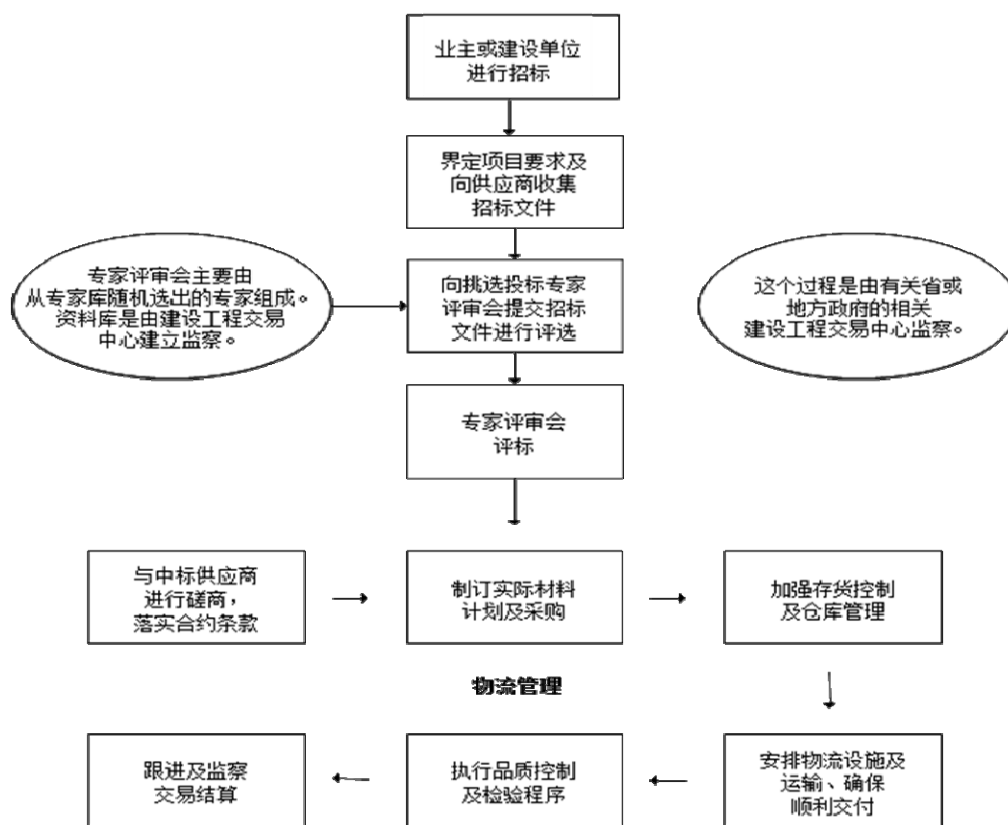 业主或建设单位
进行招标
界定项目要求及
向供应商收集
招标文件
专家评审会主要由
从专家库随机选出的专家组成。
资料库是由建设工程交易
中心建立监察。
向挑选投标专家
评审会提交招标
文件进行评选
这个过程是由有关省或
地方政府的相关
建设工程交易中心监察。
专家评审会
评标
与中标供应商
进行磋商，
落实合约条款
制订实际材料
计划及采购
加强存货控制
及仓库管理
物流管理
跟进及监察
交易结算
执行品质控制
及检验程序
安排物流设施及
运输、确保
顺利交付